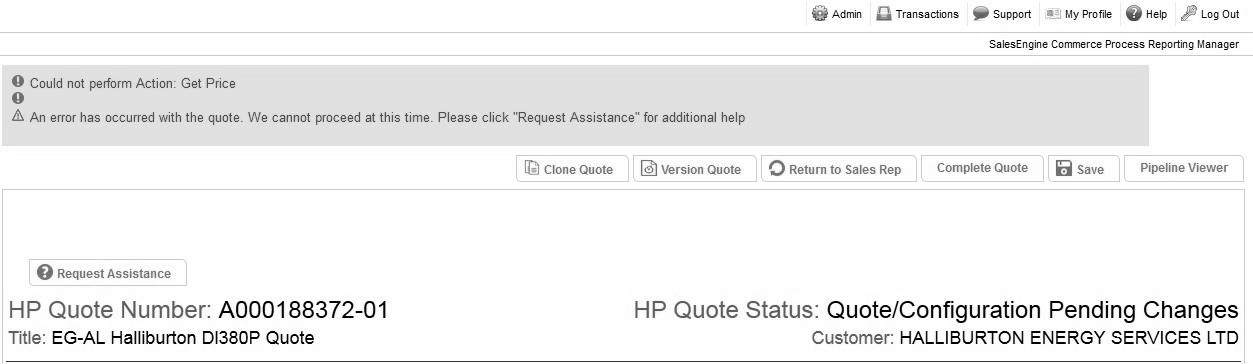 Admin Transactions Support My Profile Help Log Out
SalesEngine Commerce Process Reporting Manager
Could not perform Action: Get Price
An error has occurred with the quote. We cannot proceed at this time. Please click "Request Assistance" for additional help
Clone Quote Version Quote Return to Sales Rep Complete Quote Save Pipeline Viewer
Request Assistance
HP Quote Number: A000188372-01 HP Quote Status: Quote/Configuration Pending Changes
Title: EG-AL Halliburton Dl380P Quote Customer: HALLIBURTON ENERGY SERVICES LTD